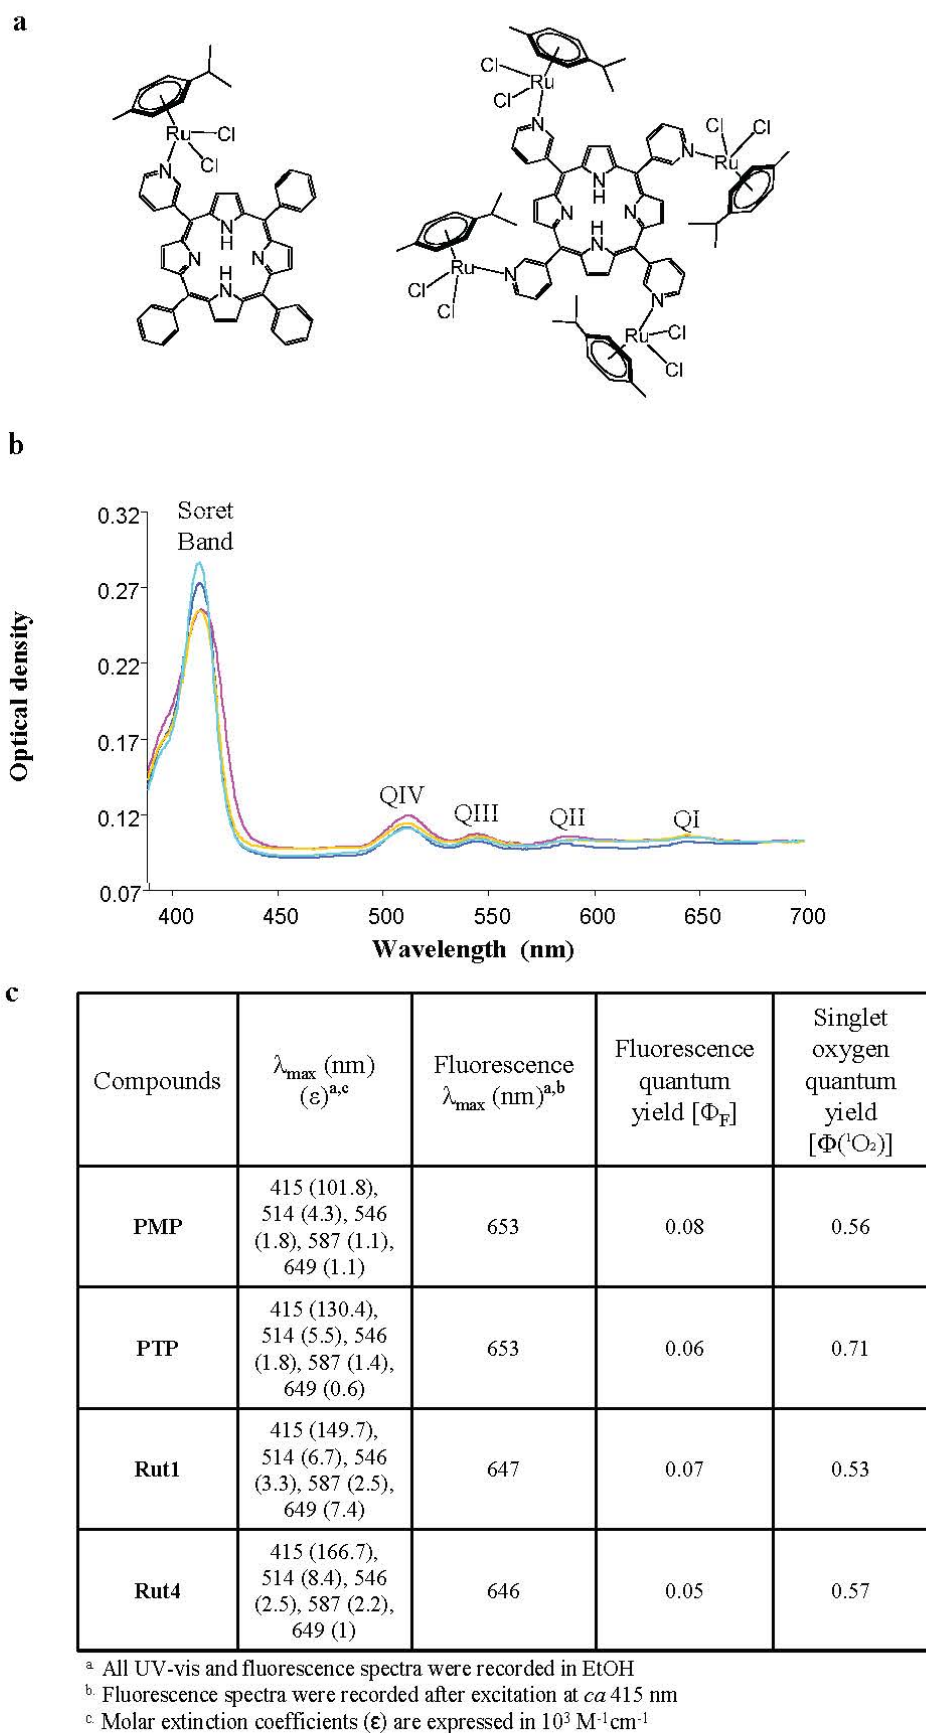 a
Ru
Cl
Cl
N
N
H
N
N
H
N
Cl
Ru
Cl
N
N
Cl
Cl
Ru
N
H
N
N
H
N
Ru
N
Cl
Cl
N
Ru
Cl
Cl
b
Optical density
0.32
0.27
0.22
0.17
0.12
0.07
Soret
Band
QIV
QIII
QII
QI
400
450
500
550
600
650
700
Wavelength (nm)
c
Compounds
λmax (nm)
(ε)a,c
Fluorescence
λmax (nm)a,b
Fluorescence
quantum
yield [ΦF]
Singlet
oxygen
quantum
yield
[Φ(¹O₂)]
PMP
415 (101.8),
514 (4.3), 546
(1.8), 587 (1.1),
649 (1.1)
653
0.08
0.56
PTP
415 (130.4),
514 (5.5), 546
(1.8), 587 (1.4),
649 (0.6)
653
0.06
0.71
Rut1
415 (149.7),
514 (6.7), 546
(3.3), 587 (2.5),
649 (7.4)
647
0.07
0.53
Rut4
415 (166.7),
514 (8.4), 546
(2.5), 587 (2.2),
649 (1)
646
0.05
0.57
a. All UV-vis and fluorescence spectra were recorded in EtOH
b. Fluorescence spectra were recorded after excitation at ca 415 nm
c. Molar extinction coefficients (ε) are expressed in 10³ M⁻¹cm⁻¹